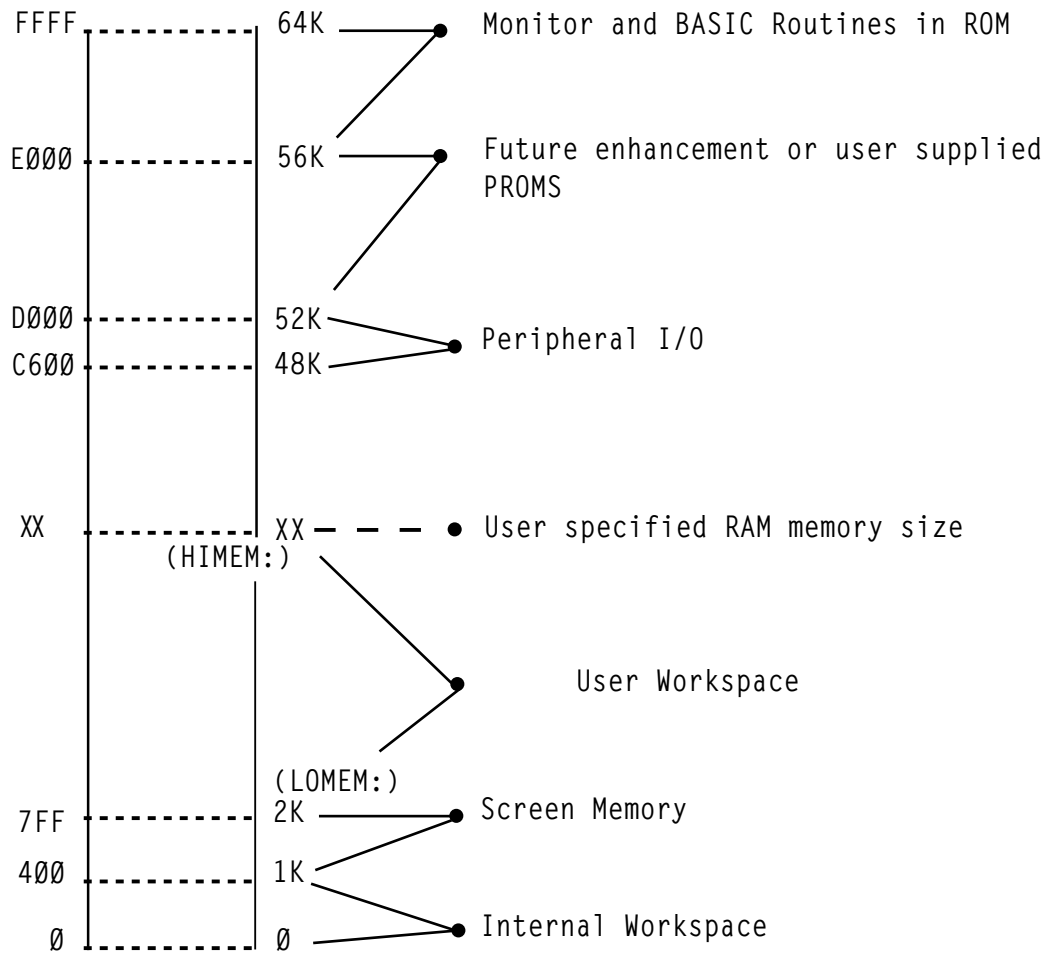 FFFF 64K Monitor and BASIC Routines in ROM
EØØØ 56K Future enhancement or user supplied
PROMS
DØØØ 52K
Peripheral I/O
C6ØØ 48K
XX XX User specified RAM memory size
(HIMEM:)
User Workspace
(LOMEM:)
7FF 2K Screen Memory
4ØØ 1K
Ø Ø Internal Workspace